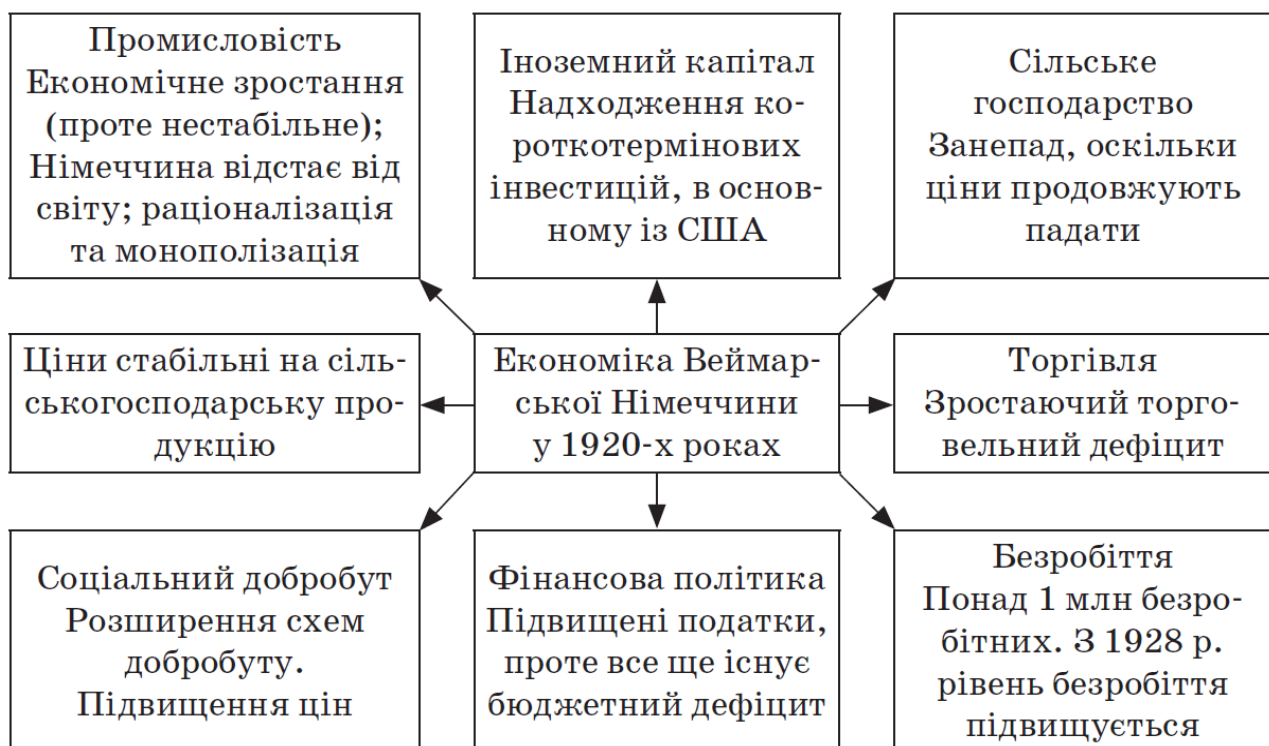 Промисловість
Економічне зростання
(проте нестабільне);
Німеччина відстає від
світу; раціоналізація
та монополізація
Іноземний капітал
Надходження ко-
роткотермінових
інвестицій, в основ-
ному із США
Сільське
господарство
Занепад, оскільки
ціни продовжують
падати
Ціни стабільні на сіль-
ськогосподарську про-
дукцію
Економіка Веймар-
ської Німеччини
у 1920-х роках
Торгівля
Зростаючий торго-
вельний дефіцит
Соціальний добробут
Розширення схем
добробуту.
Підвищення цін
Фінансова політика
Підвищені податки,
проте все ще існує
бюджетний дефіцит
Безробіття
Понад 1 млн безро-
бітних. З 1928 р.
рівень безробіття
підвищується